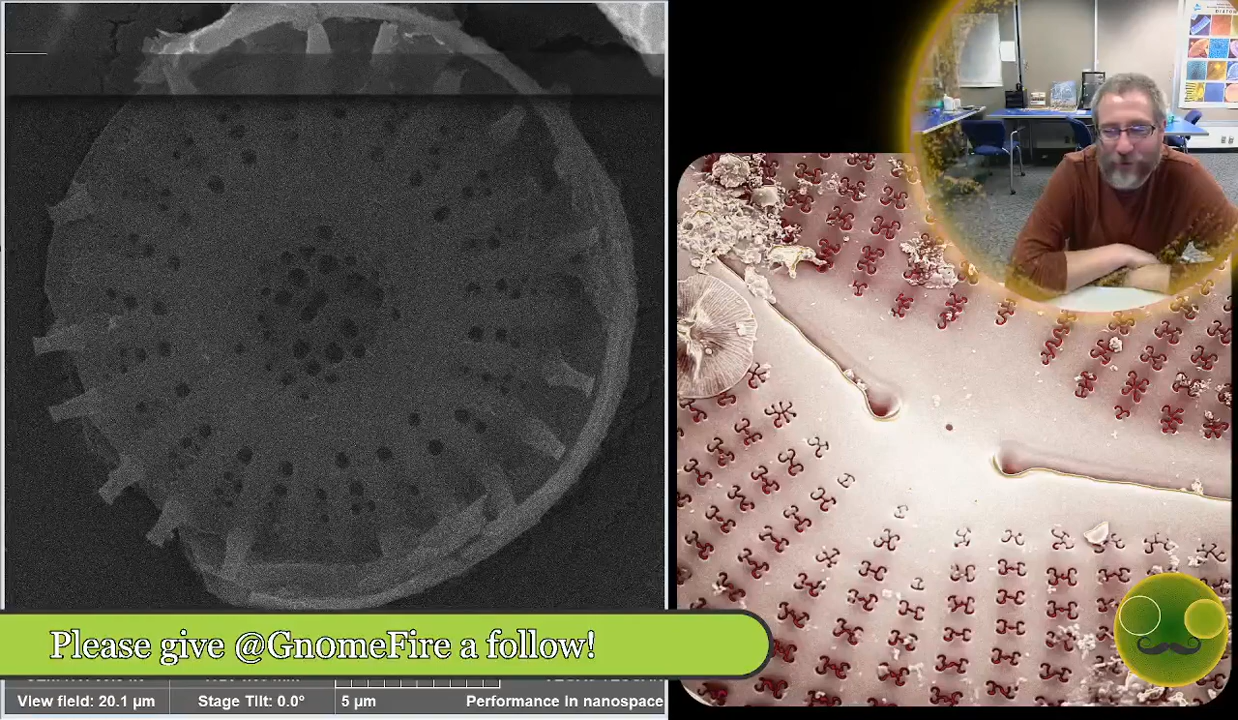 Please give @GnomeFire a follow!
View field: 20.1 µm
Stage Tilt: 0.0°
5 µm
Performance in nanospace